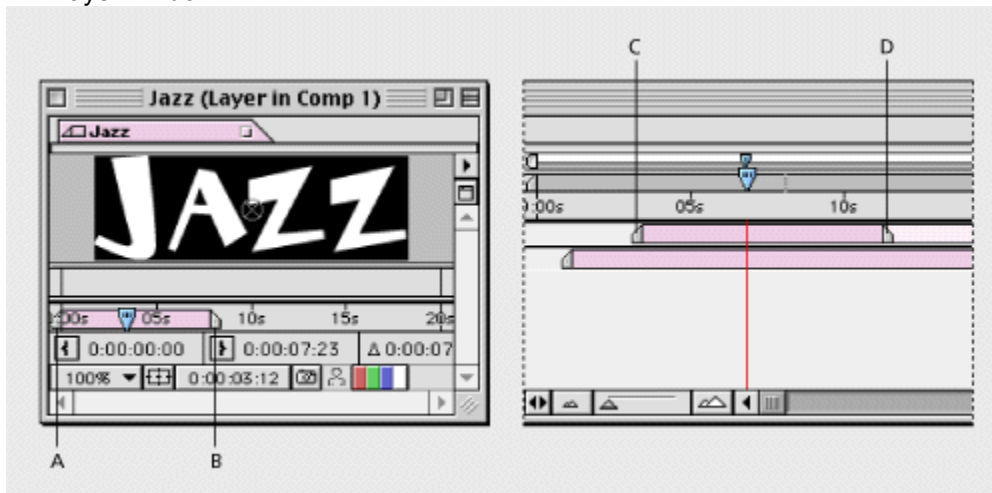 C D
Jazz (Layer in Comp 1)
Jazz
JAZZ
05s 10s
:00s 05s 10s 15s 20s
0:00:00:00 0:00:07:23 Δ 0:00:07
100% 0:00:03:12
A B